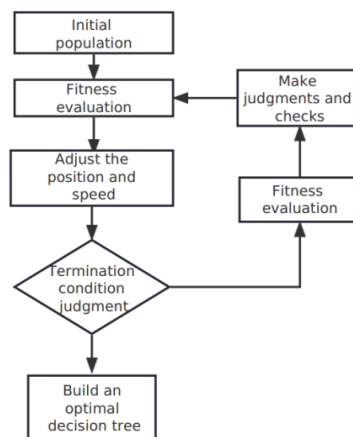 Initial
population
Fitness
evaluation
Adjust the
position and
speed
Termination
condition
judgment
Build an
optimal
decision tree
Make
judgments and
checks
Fitness
evaluation